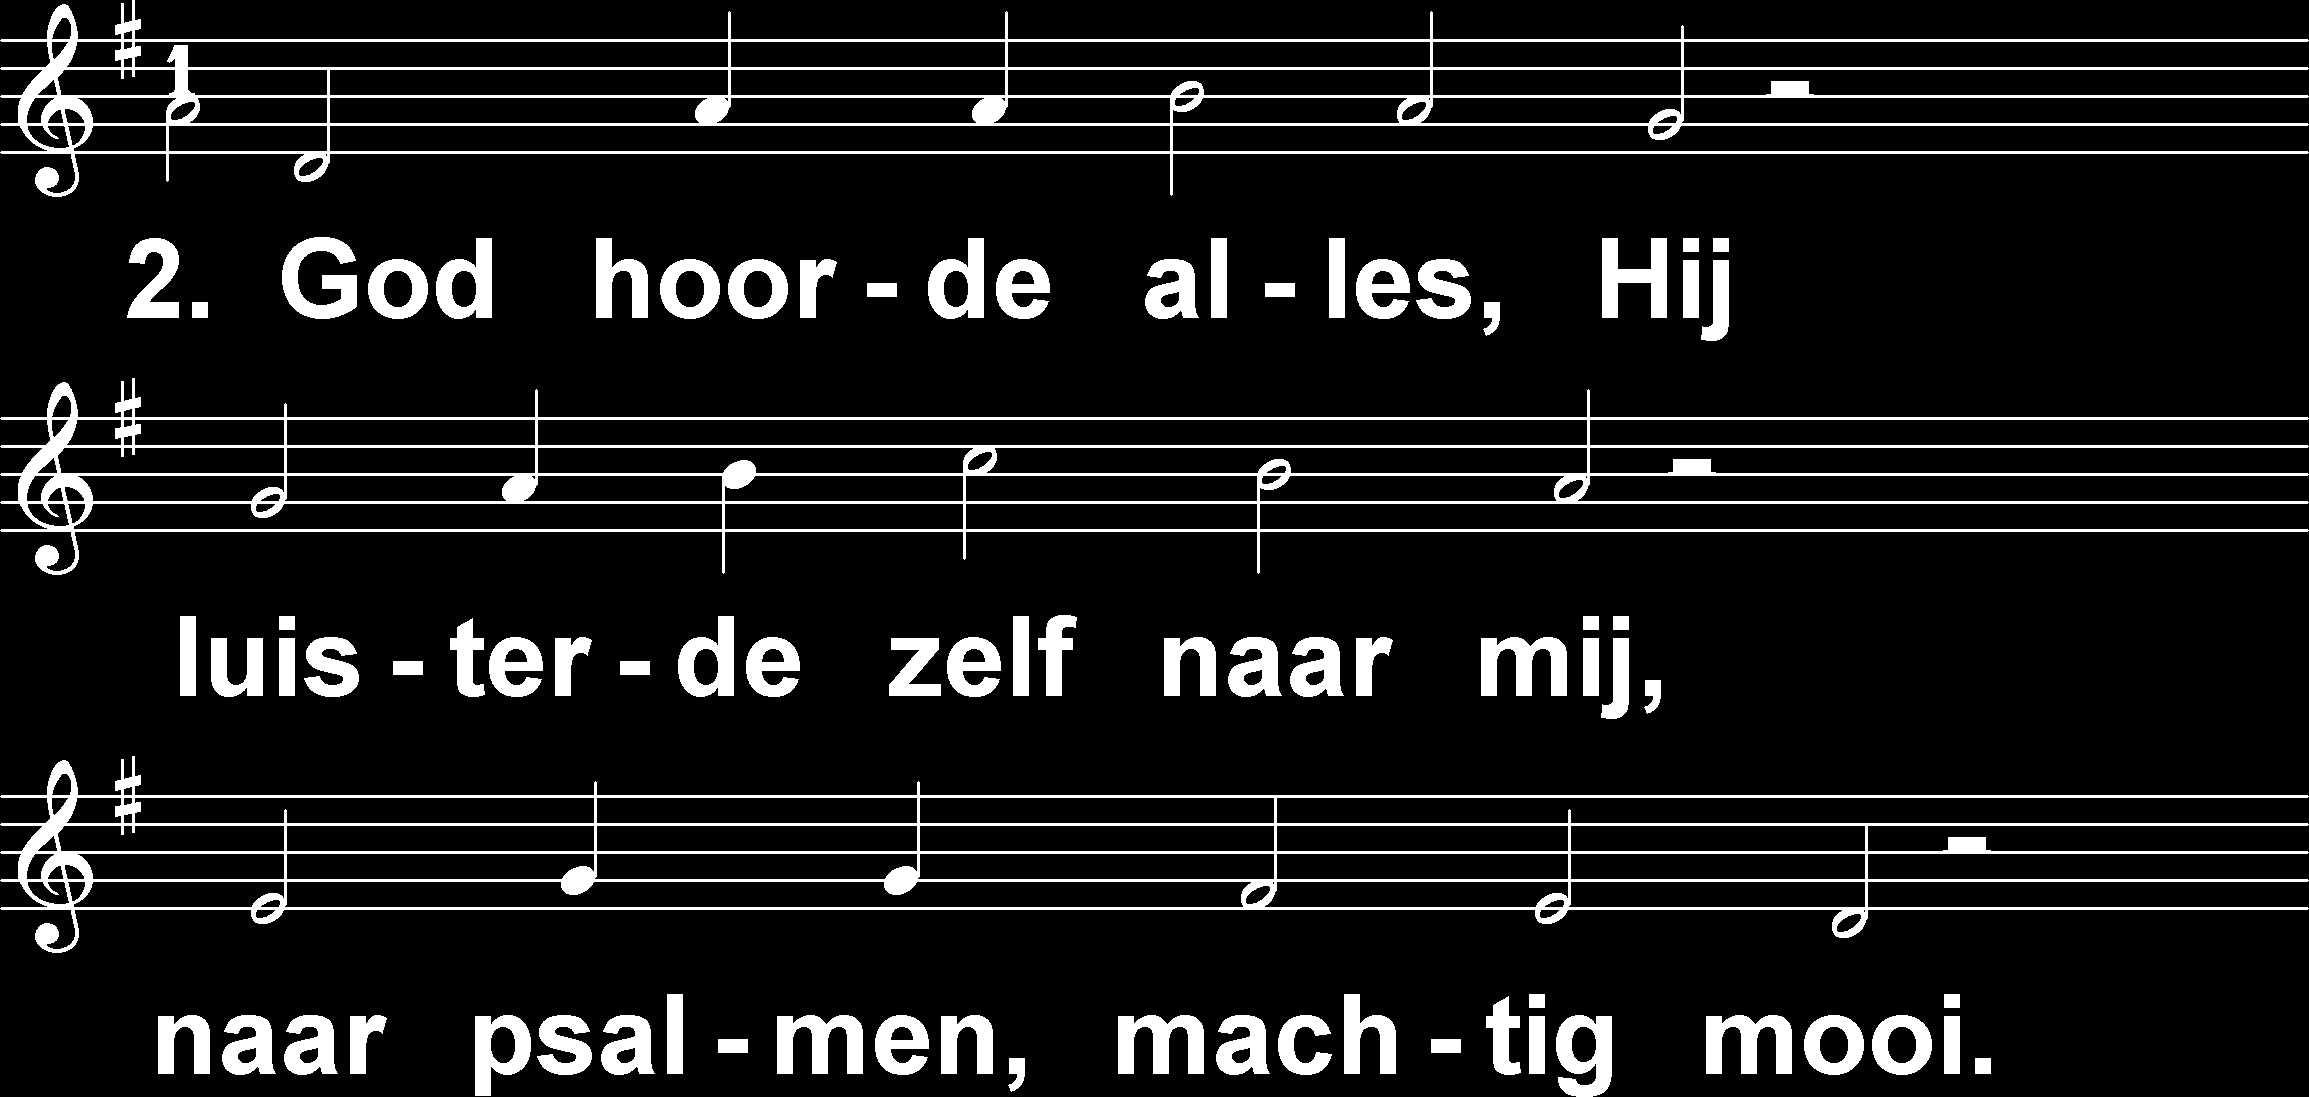 1
2. God hoor - de al - les, Hij
luis - ter - de zelf naar mij,
naar psal - men, mach - tig mooi.